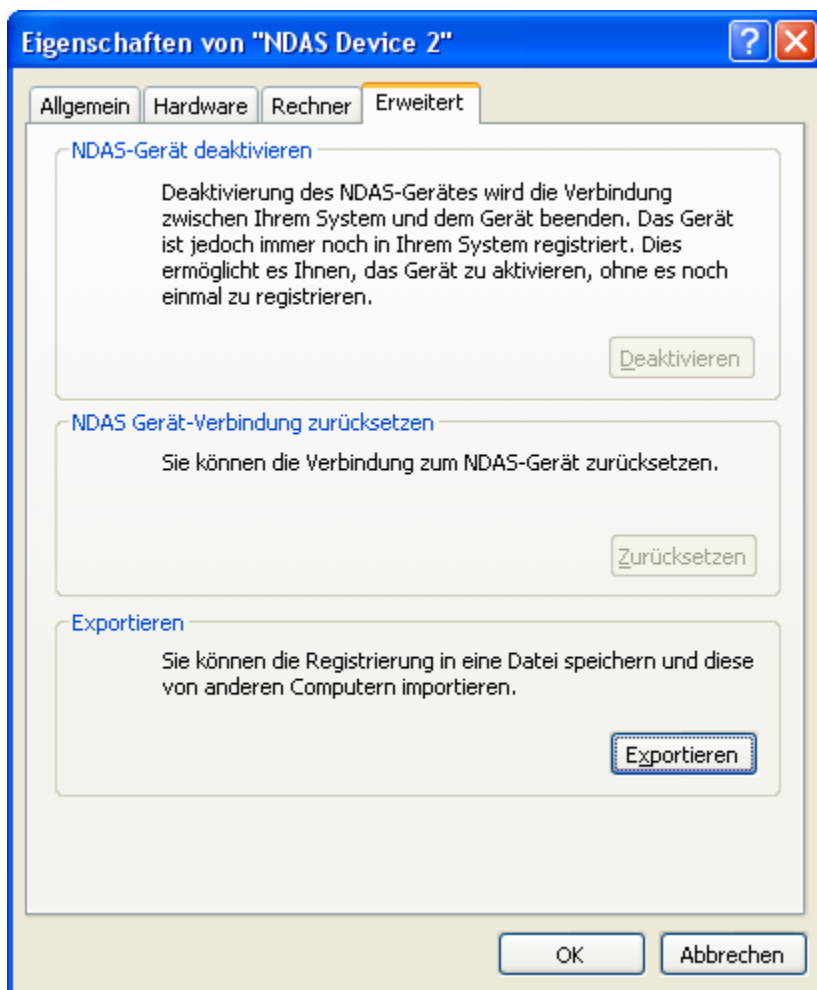 Eigenschaften von "NDAS Device 2"
Allgemein Hardware Rechner Erweitert
NDAS-Gerät deaktivieren
Deaktivierung des NDAS-Gerätes wird die Verbindung
zwischen Ihrem System und dem Gerät beenden. Das Gerät
ist jedoch immer noch in Ihrem System registriert. Dies
ermöglicht es Ihnen, das Gerät zu aktivieren, ohne es noch
einmal zu registrieren.
Deaktivieren
NDAS Gerät-Verbindung zurücksetzen
Sie können die Verbindung zum NDAS-Gerät zurücksetzen.
Zurücksetzen
Exportieren
Sie können die Registrierung in eine Datei speichern und diese
von anderen Computern importieren.
Exportieren
OK Abbrechen